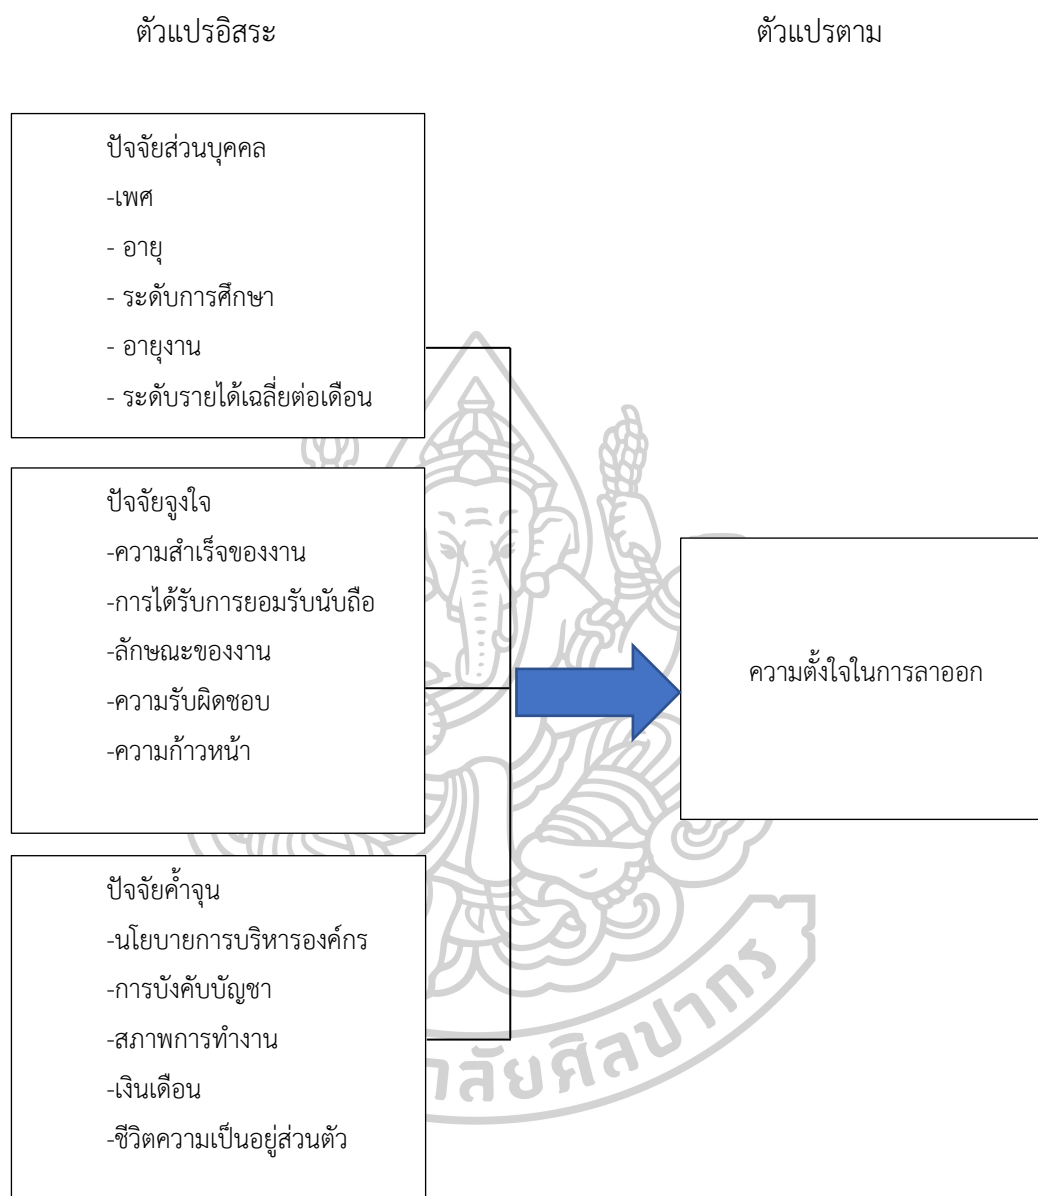 ตัวแปรอิสระ
ตัวแปรตาม
ปัจจัยส่วนบุคคล
-เพศ
- อายุ
- ระดับการศึกษา
- อายุงาน
- ระดับรายได้เฉลี่ยต่อเดือน
ปัจจัยจูงใจ
-ความสำเร็จของงาน
-การได้รับการยอมรับนับถือ
-ลักษณะของงาน
-ความรับผิดชอบ
-ความก้าวหน้า
ความตั้งใจในการลาออก
ปัจจัยค้ำจุน
-นโยบายการบริหารองค์กร
-การบังคับบัญชา
-สภาพการทำงาน
-เงินเดือน
-ชีวิตความเป็นอยู่ส่วนตัว
าลัยศิลปากร